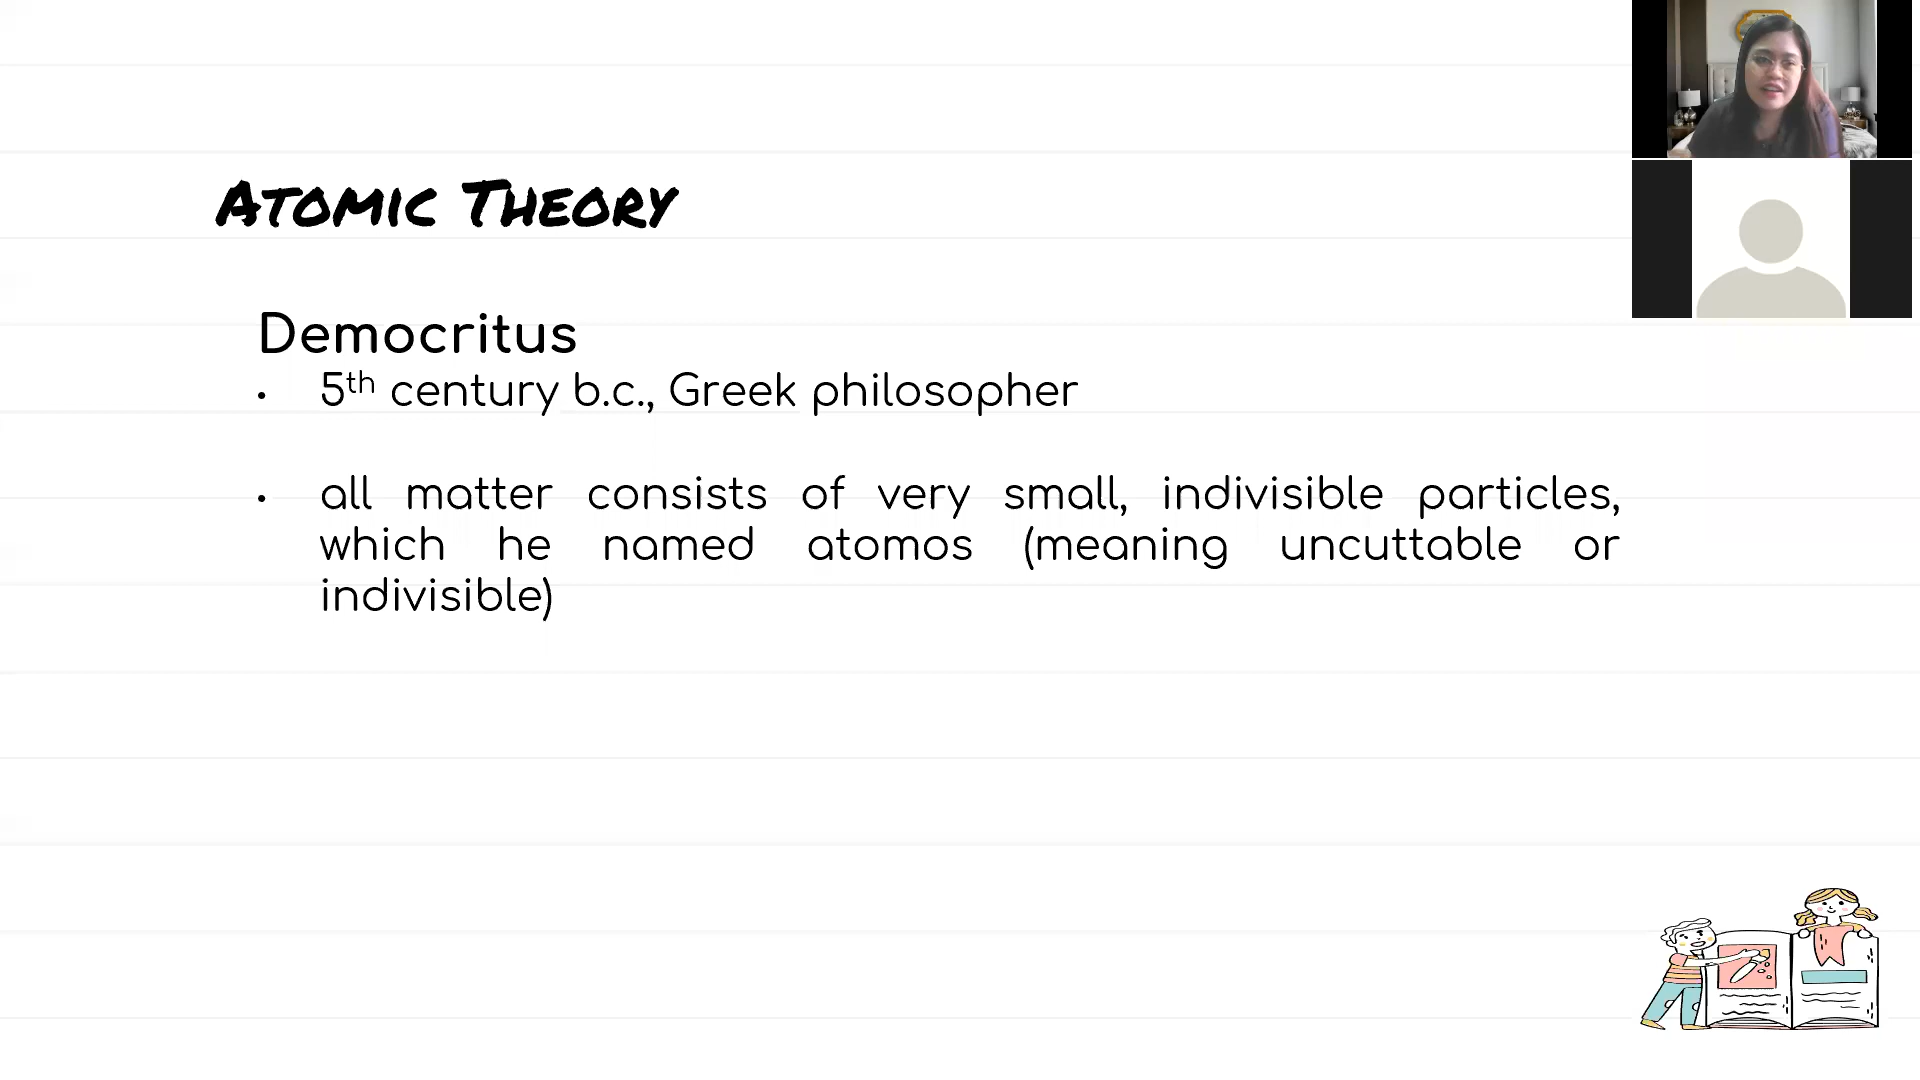 Atomic Theory
Democritus
• 5th century b.c., Greek philosopher
• all matter consists of very small, indivisible particles,
which he named atomos (meaning uncuttable or
indivisible)